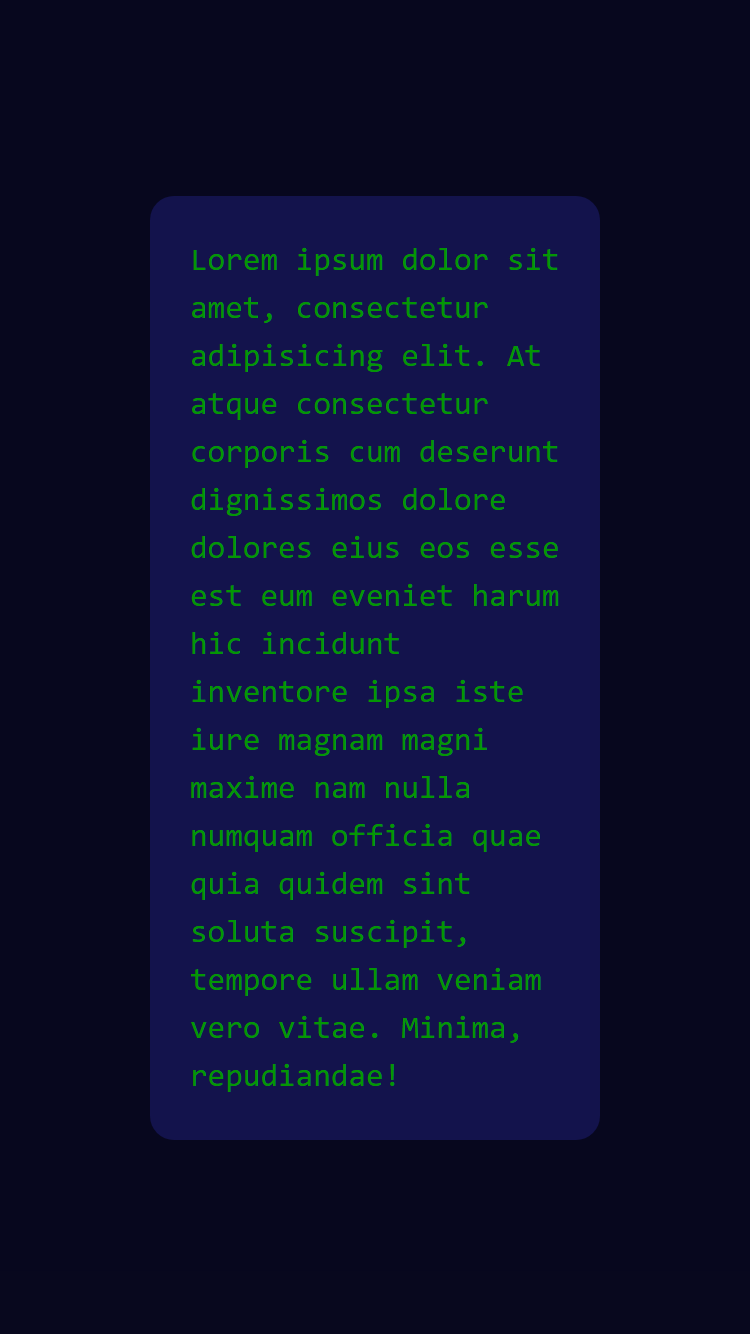 Lorem ipsum dolor sit
amet, consectetur
adipisicing elit. At
atque consectetur
corporis cum deserunt
dignissimos dolore
dolores eius eos esse
est eum eveniet harum
hic incidunt
inventore ipsa iste
iure magnam magni
maxime nam nulla
numquam officia quae
quia quidem sint
soluta suscipit,
tempore ullam veniam
vero vitae. Minima,
repudiandae!